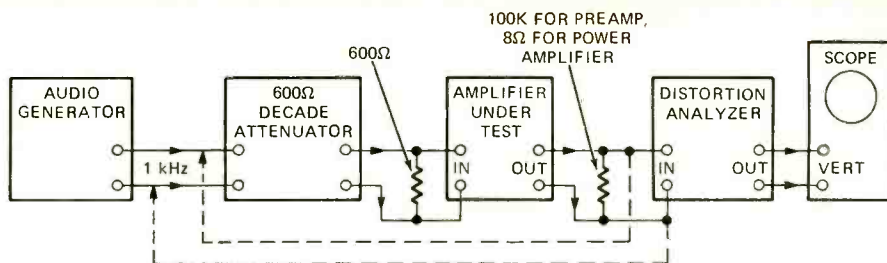 100K FOR PREAMP,
8Ω FOR POWER
AMPLIFIER
600Ω
AUDIO
GENERATOR
1 kHz
600Ω
DECADE
ATTENUATOR
AMPLIFIER
UNDER
TEST
IN
OUT
DISTORTION
ANALYZER
IN
OUT
SCOPE
VERT